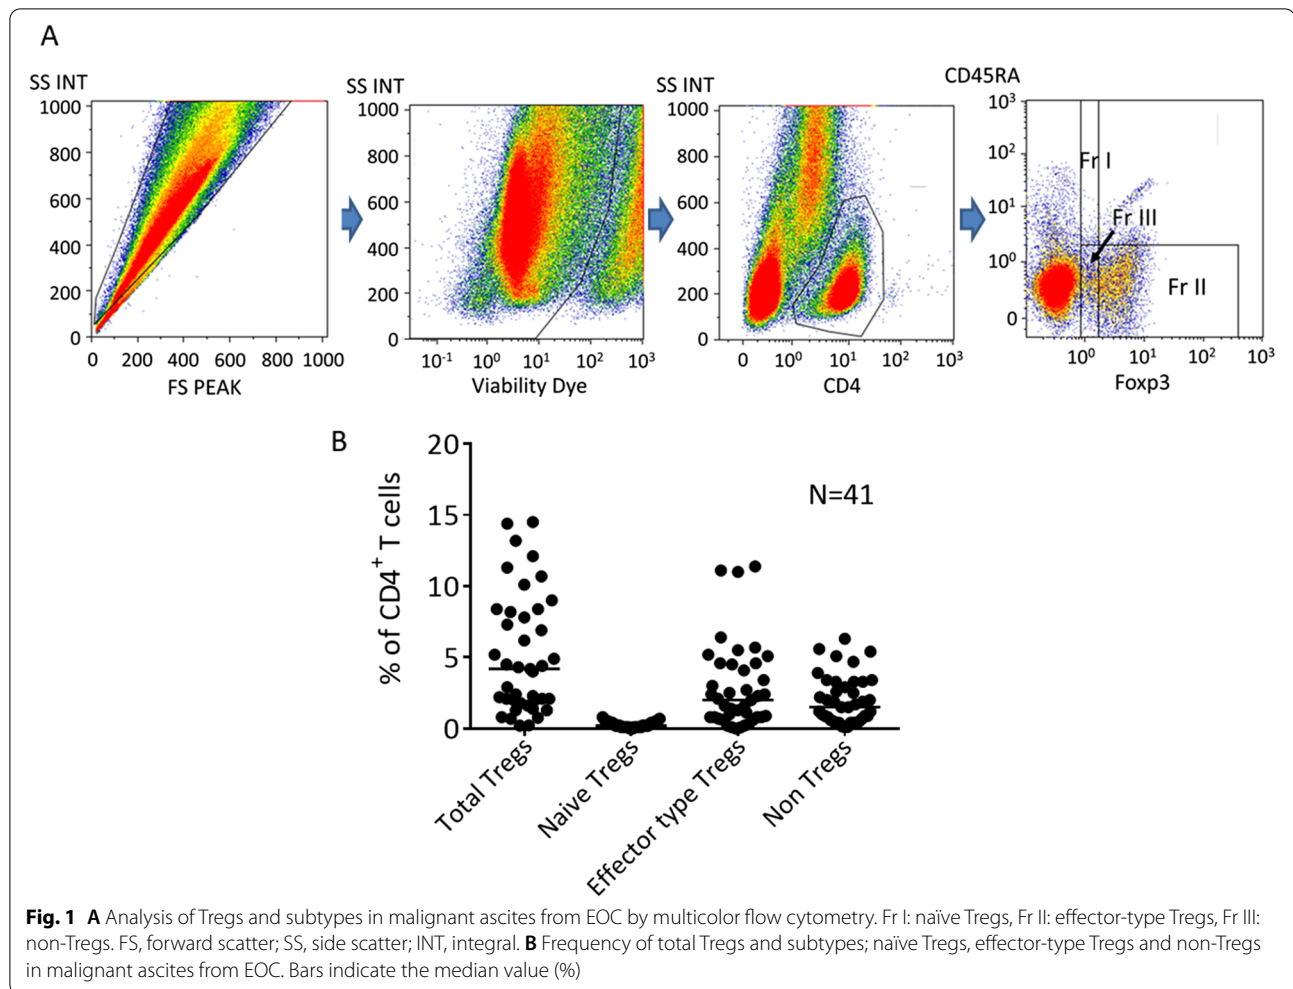 A
SS INT
1000
800
600
400
200
0
0 200 400 600 800 1000
FS PEAK
SS INT
1000
800
600
400
200
0
10-1 100 101 102 103
Viability Dye
SS INT
1000
800
600
400
200
0
0 100 101 102 103
CD4
CD45RA
103
102
101
100
0
Fr I
Fr III
Fr II
100 101 102 103
Foxp3
B
20
15
10
5
0
% of CD4+ T cells
N=41
Total Tregs
Naive Tregs
Effector type Tregs
Non Tregs
Fig. 1 A Analysis of Tregs and subtypes in malignant ascites from EOC by multicolor flow cytometry. Fr I: naïve Tregs, Fr II: effector-type Tregs, Fr III:
non-Tregs. FS, forward scatter; SS, side scatter; INT, integral. B Frequency of total Tregs and subtypes; naïve Tregs, effector-type Tregs and non-Tregs
in malignant ascites from EOC. Bars indicate the median value (%)